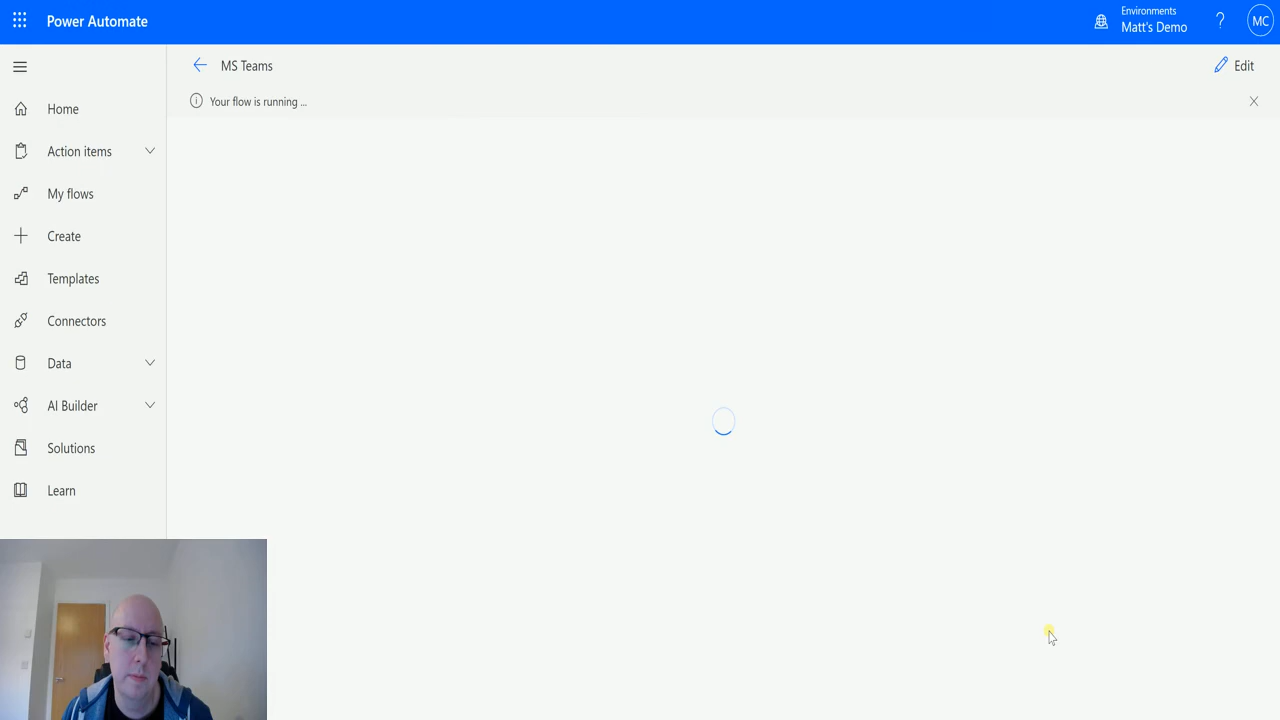 Power Automate
Environments
Matt's Demo
?
MC
MS Teams
Edit
Your flow is running ...
Home
Action items
My flows
Create
Templates
Connectors
Data
AI Builder
Solutions
Learn